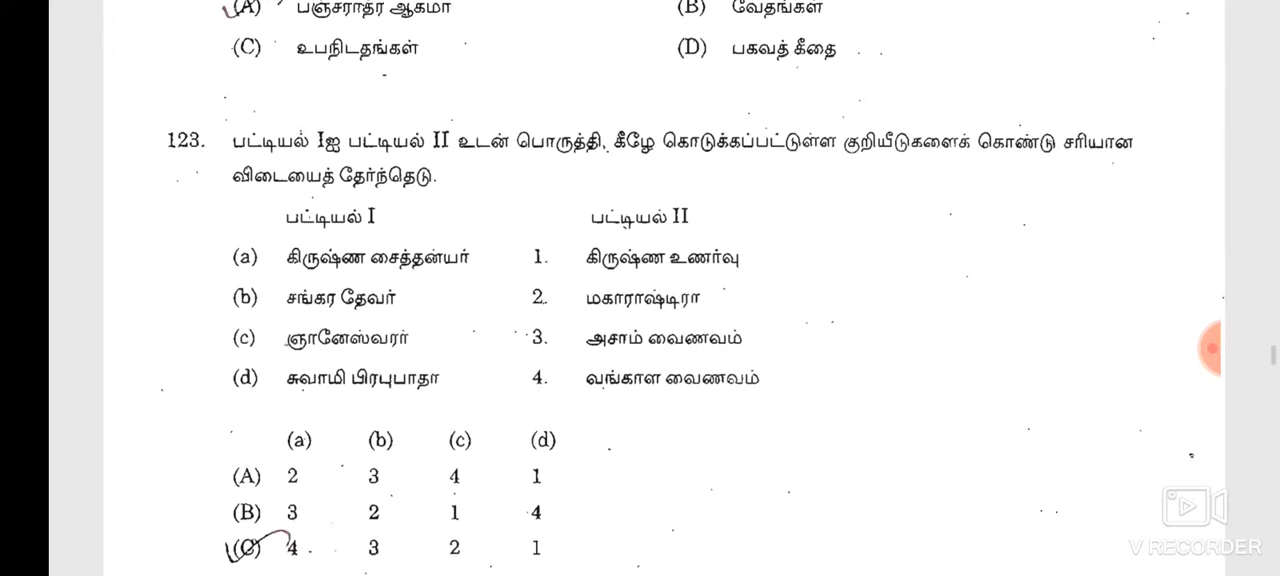 (A) பஞ்சராத்ர ஆகமா (B) வேதங்கள்
(C) உபநிடதங்கள் (D) பகவத் கீதை
123. பட்டியல் Iஐ பட்டியல் II உடன் பொருத்தி, கீழே கொடுக்கப்பட்டுள்ள குறியீடுகளைக் கொண்டு சரியான
விடையைத் தேர்ந்தெடு.
பட்டியல் I பட்டியல் II
(a) கிருஷ்ண சைத்தன்யர் 1. கிருஷ்ண உணர்வு
(b) சங்கர தேவர் 2. மகாராஷ்டிரா
(c) ஞானேஸ்வரர் 3. அசாம் வைணவம்
(d) சுவாமி பிரபுபாதா 4. வங்காள வைணவம்
(a) (b) (c) (d)
(A) 2 3 4 1
(B) 3 2 1 4
(C) 4 3 2 1
V RECORDER